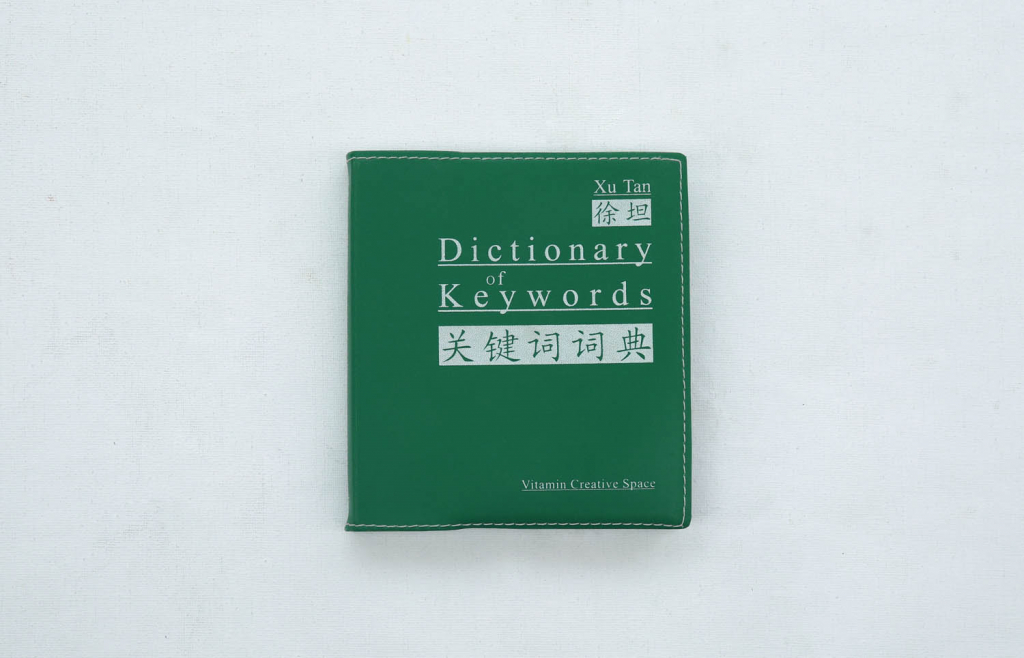 Xu Tan
徐坦
Dictionary
of
Keywords
关键词词典
Vitamin Creative Space